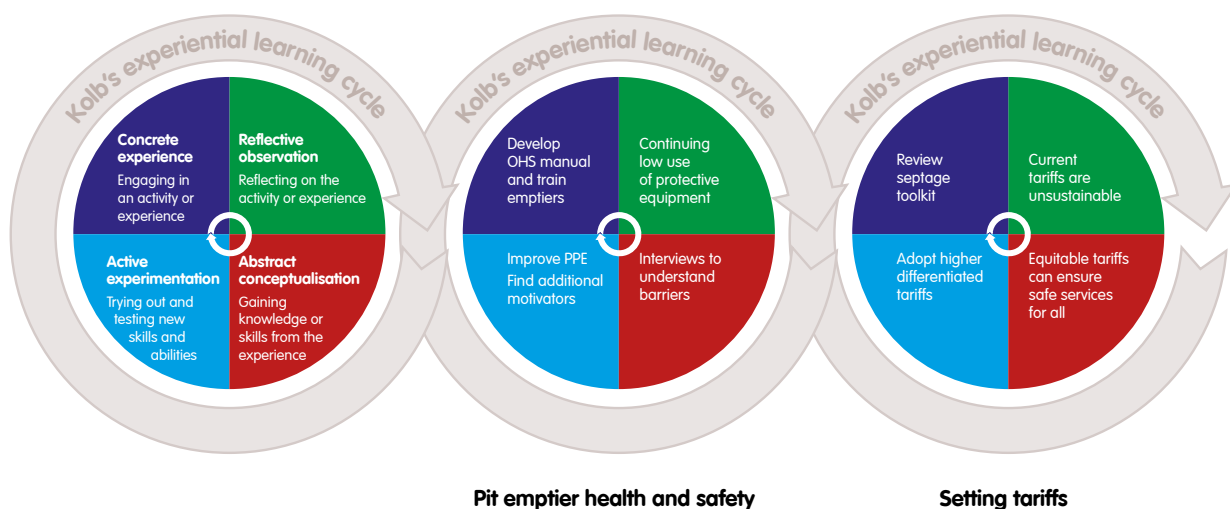 Kolb's experiential learning cycle
Concrete
experience
Engaging in
an activity or
experience
Reflective
observation
Reflecting on the
activity or experience
Active
experimentation
Trying out and
testing new
skills and
abilities
Abstract
conceptualisation
Gaining
knowledge or
skills from the
experience
Kolb's experiential learning cycle
Develop
OHS manual
and train
emptiers
Continuing
low use
of protective
equipment
Improve PPE
Find additional
motivators
Interviews to
understand
barriers
Pit emptier health and safety
Kolb's experiential learning cycle
Review
septage
toolkit
Current
tariffs are
unsustainable
Adopt higher
differentiated
tariffs
Equitable tariffs
can ensure
safe services
for all
Setting tariffs